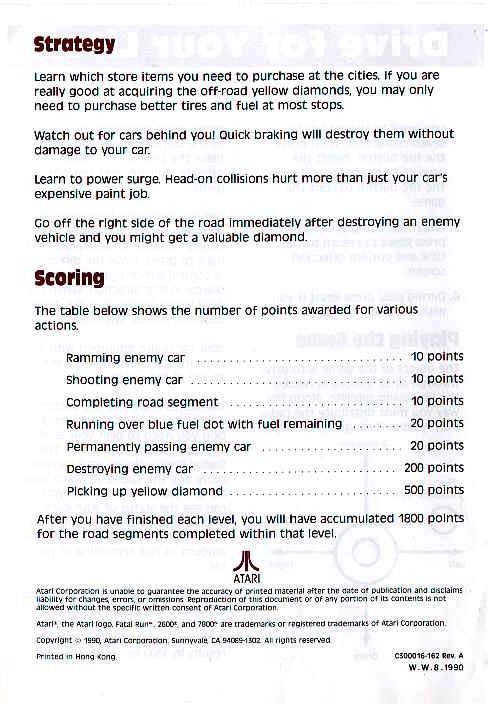 Strategy
Learn which store items you need to purchase at the cities. If you are
really good at acquiring the off-road yellow diamonds, you may only
need to purchase better tires and fuel at most stops.
Watch out for cars behind you! Quick braking will destroy them without
damage to your car.
Learn to power surge. Head-on collisions hurt more than just your car's
expensive paint job.
Go off the right side of the road immediately after destroying an enemy
vehicle and you might get a valuable diamond.
Scoring
The table below shows the number of points awarded for various
actions.
Ramming enemy car . . . . . . . . . . . . . . . . . . . . . . . . . . . . . . . 10 points
Shooting enemy car . . . . . . . . . . . . . . . . . . . . . . . . . . . . . . . . 10 points
Completing road segment . . . . . . . . . . . . . . . . . . . . . . . . . . 10 points
Running over blue fuel dot with fuel remaining . . . . . . . . 20 points
Permanently passing enemy car . . . . . . . . . . . . . . . . . . . . . 20 points
Destroying enemy car . . . . . . . . . . . . . . . . . . . . . . . . . . . . . . 200 points
Picking up yellow diamond . . . . . . . . . . . . . . . . . . . . . . . . . . 500 points
After you have finished each level, you will have accumulated 1800 points
for the road segments completed within that level.
ATARI
Atari Corporation is unable to guarantee the accuracy of printed material after the date of publication and disclaims
liability for changes, errors, or omissions. Reproduction of this document or of any portion of its contents is not
allowed without the specific written consent of Atari Corporation.
Atari®, the Atari logo, Fatal Run™, 2600®, and 7800™ are trademarks or registered trademarks of Atari Corporation.
Copyright © 1990, Atari Corporation, Sunnyvale, CA 94089-1302. All rights reserved.
Printed in Hong Kong.
C300016-162 Rev. A
W.W.8.1990